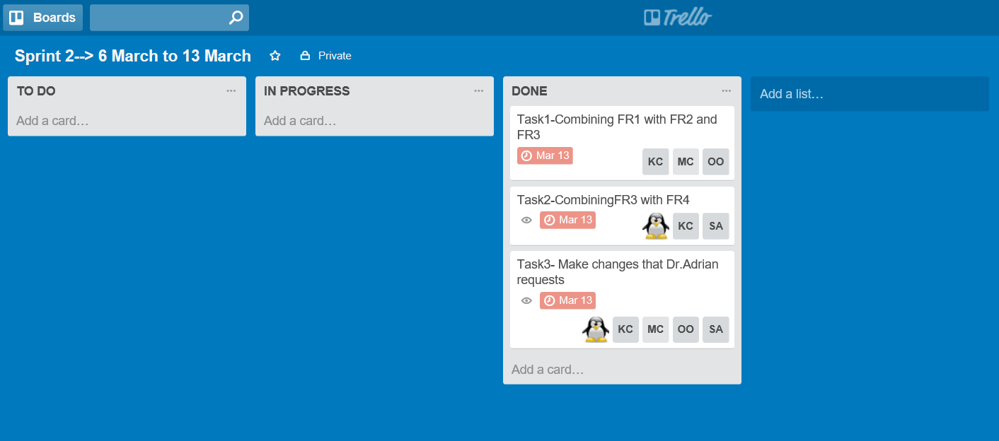 Boards
Trello
Sprint 2--> 6 March to 13 March
Private
TO DO
Add a card…
IN PROGRESS
Add a card…
DONE
Task1-Combining FR1 with FR2 and
FR3
Mar 13
KC MC OO
Task2-CombiningFR3 with FR4
Mar 13
KC SA
Task3- Make changes that Dr.Adrian
requests
Mar 13
KC MC OO SA
Add a card…
Add a list…